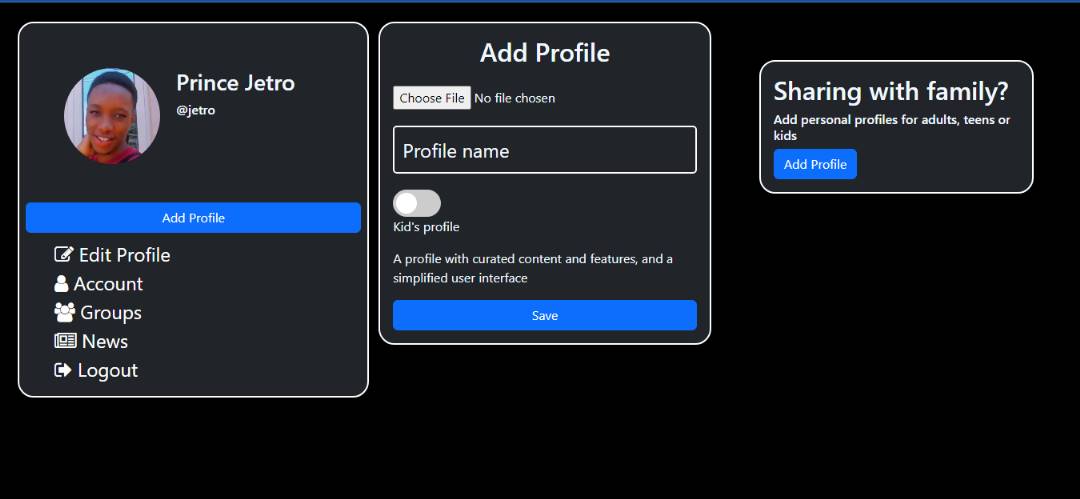 Prince Jetro
@jetro
Add Profile
Edit Profile
Account
Groups
News
Logout
Add Profile
Choose File No file chosen
Profile name
Kid's profile
A profile with curated content and features, and a
simplified user interface
Save
Sharing with family?
Add personal profiles for adults, teens or
kids
Add Profile